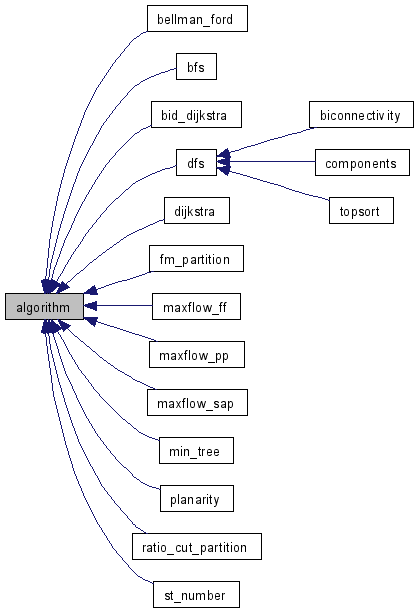 bellman_ford
bfs
bid_dijkstra
biconnectivity
dfs
components
topsort
dijkstra
fm_partition
algorithm
maxflow_ff
maxflow_pp
maxflow_sap
min_tree
planarity
ratio_cut_partition
st_number